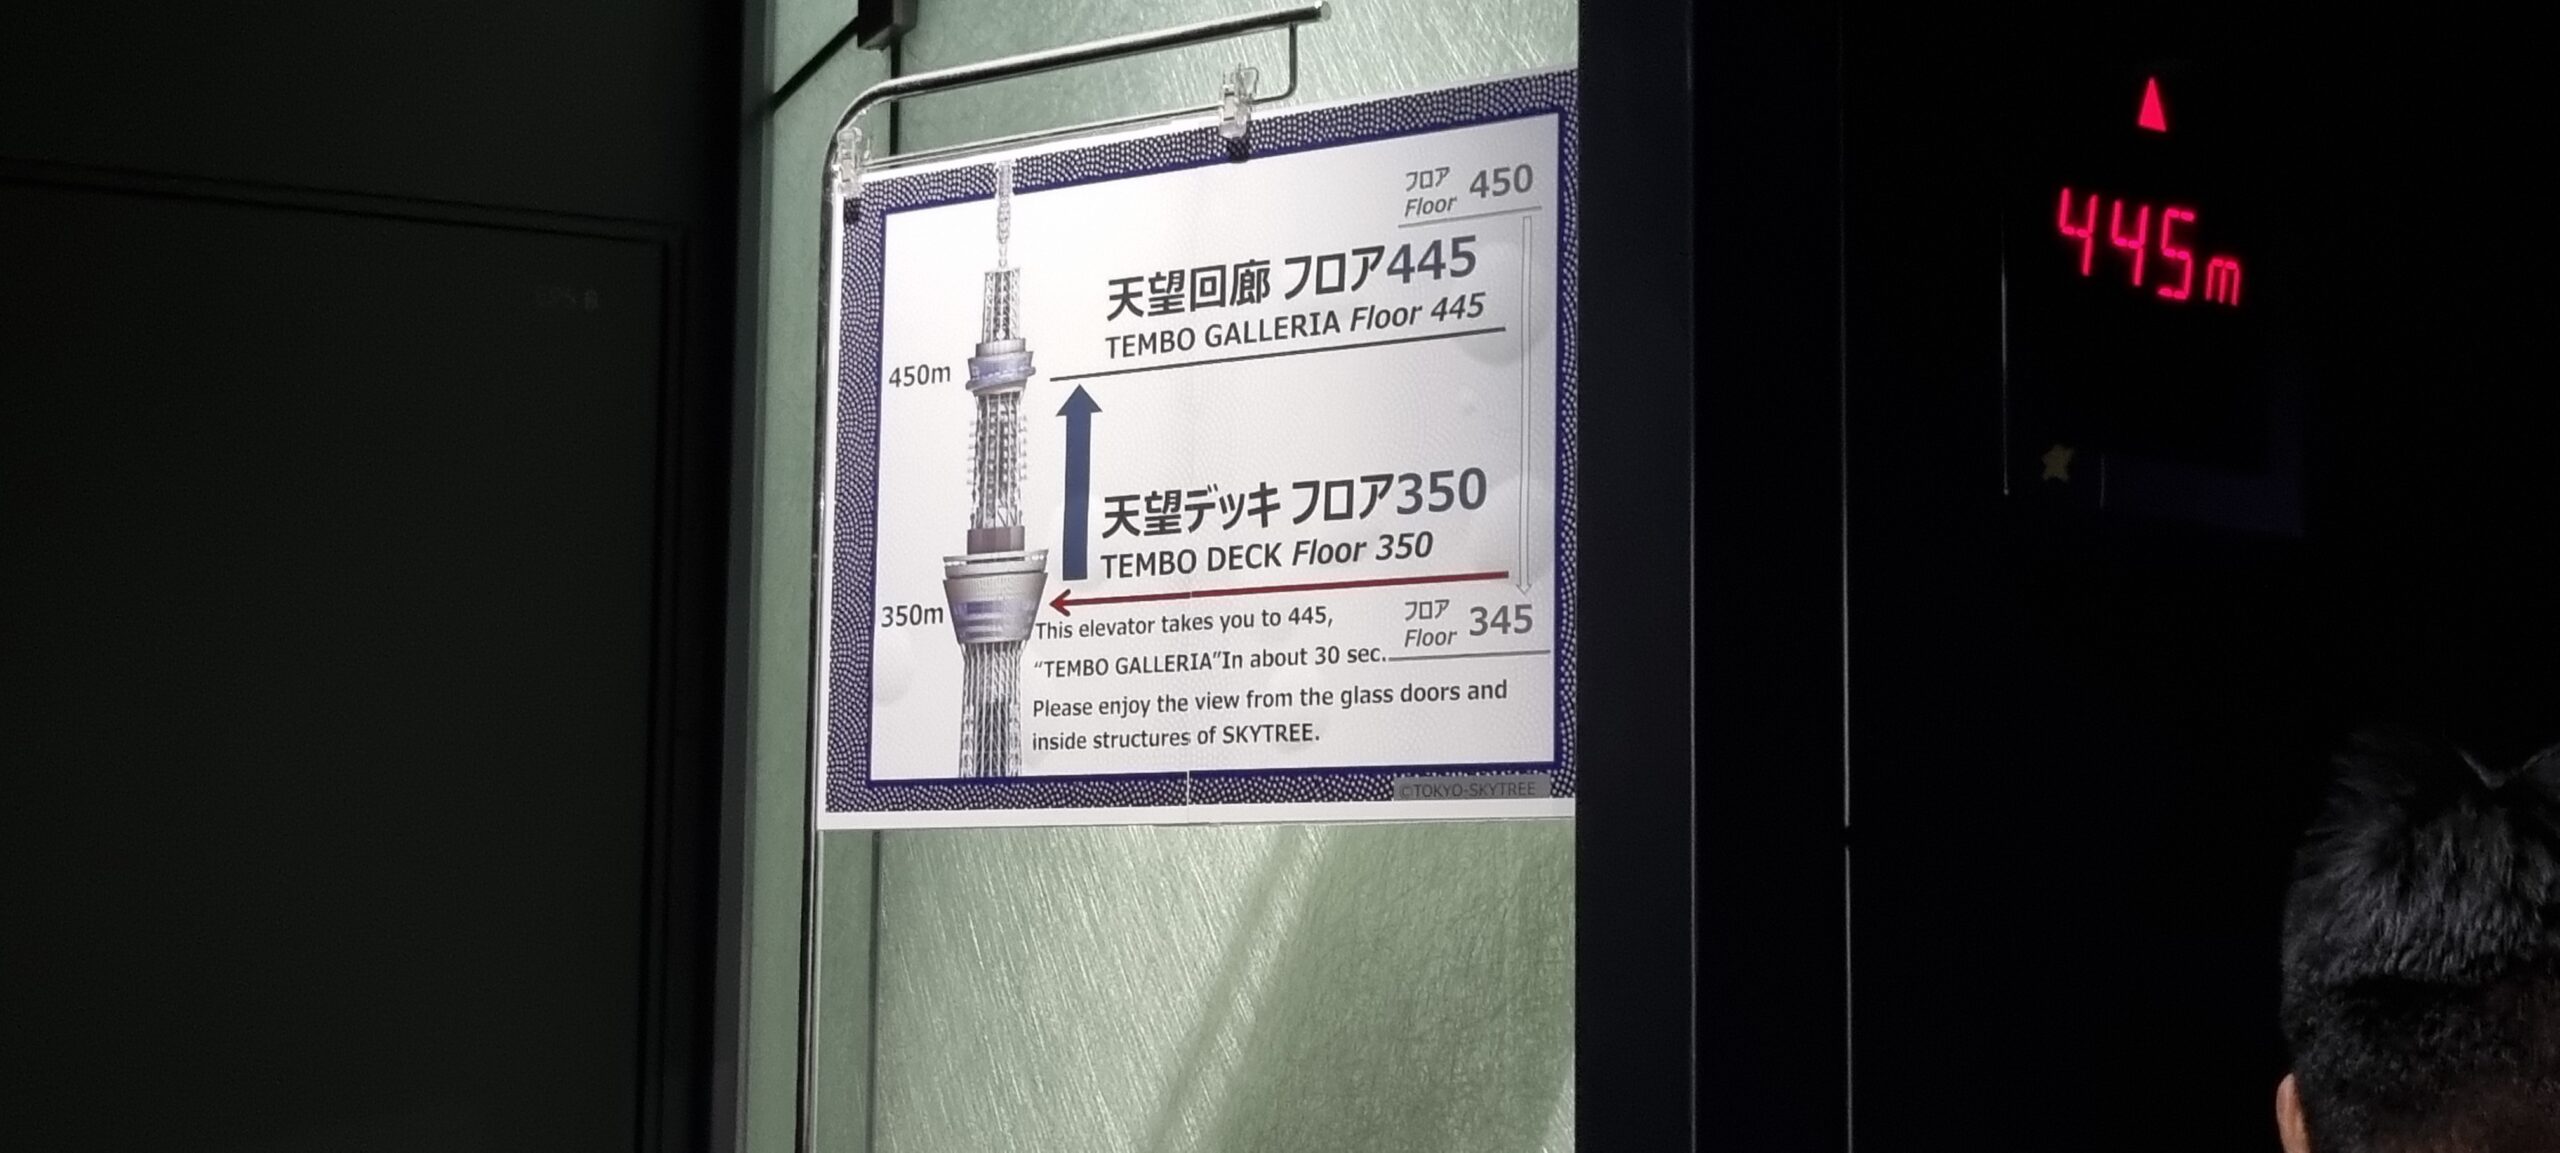 フロア
Floor 450
天望回廊 フロア445
TEMBO GALLERIA Floor 445
450m
天望デッキ フロア350
TEMBO DECK Floor 350
350m
This elevator takes you to 445,
"TEMBO GALLERIA"In about 30 sec.
フロア
Floor 345
Please enjoy the view from the glass doors and
inside structures of SKYTREE.
©TOKYO-SKYTREE
445m